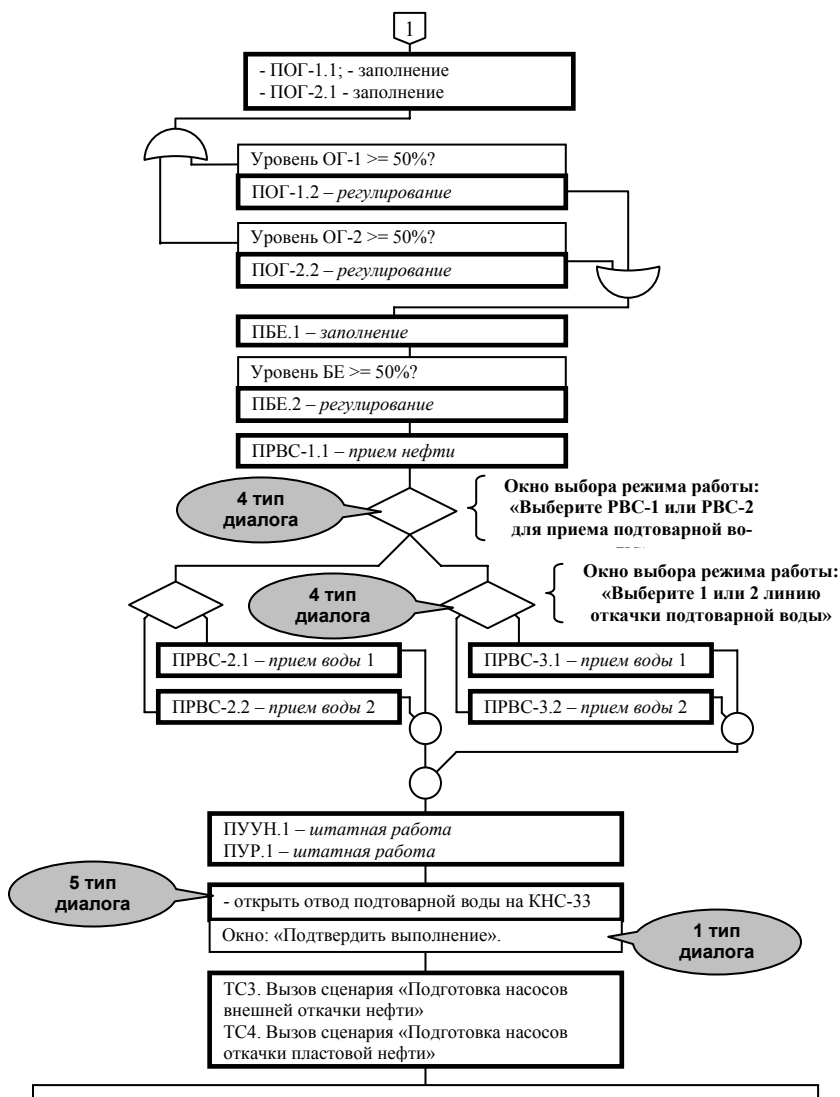 1
- ПОГ-1.1; - заполнение
- ПОГ-2.1 - заполнение
Уровень ОГ-1 >= 50%?
ПОГ-1.2 – регулирование
Уровень ОГ-2 >= 50%?
ПОГ-2.2 – регулирование
ПБЕ.1 – заполнение
Уровень БЕ >= 50%?
ПБЕ.2 – регулирование
ПРВС-1.1 – прием нефти
4 тип
диалога
Окно выбора режима работы:
«Выберите РВС-1 или РВС-2
для приема подтоварной во-
4 тип
диалога
Окно выбора режима работы:
«Выберите 1 или 2 линию
откачки подтоварной воды»
ПРВС-2.1 – прием воды 1
ПРВС-3.1 – прием воды 1
ПРВС-2.2 – прием воды 2
ПРВС-3.2 – прием воды 2
ПУУН.1 – штатная работа
ПУР.1 – штатная работа
5 тип
диалога
- открыть отвод подтоварной воды на КНС-33
Окно: «Подтвердить выполнение».
1 тип
диалога
ТС3. Вызов сценария «Подготовка насосов
внешней откачки нефти»
ТС4. Вызов сценария «Подготовка насосов
откачки пластовой нефти»